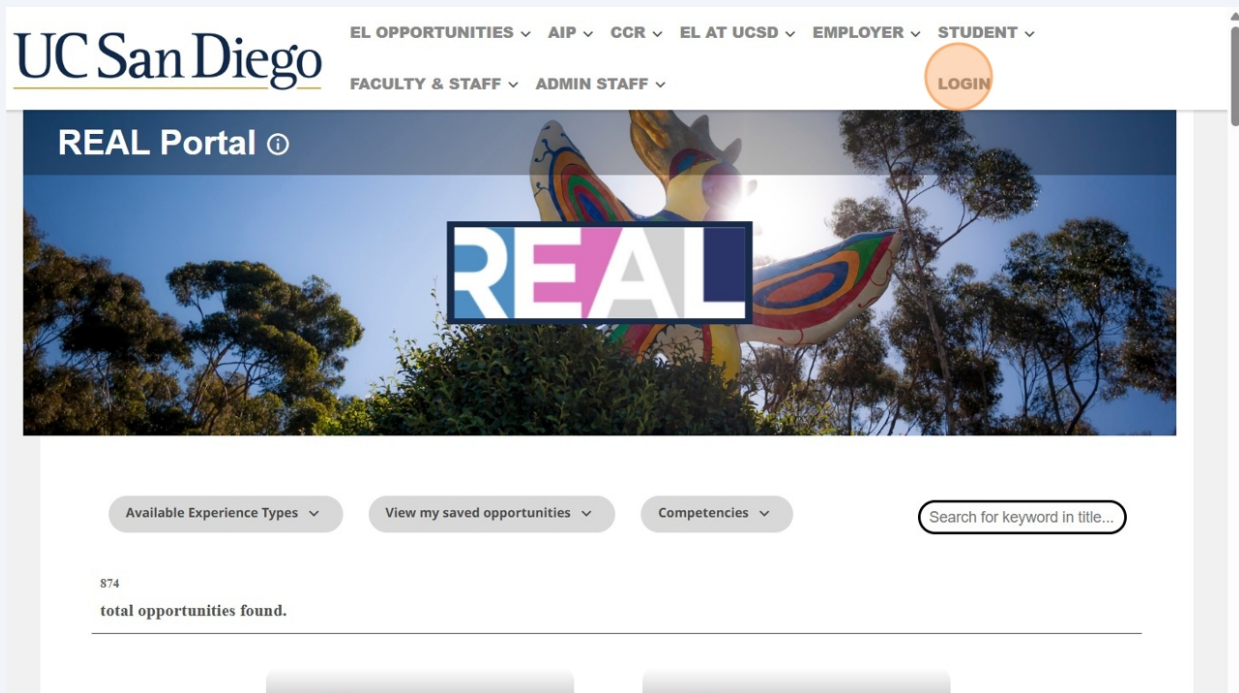 UC San Diego
EL OPPORTUNITIES AIP CCR EL AT UCSD EMPLOYER STUDENT
FACULTY & STAFF ADMIN STAFF LOGIN
REAL Portal
REAL
Available Experience Types View my saved opportunities Competencies Search for keyword in title...
874
total opportunities found.